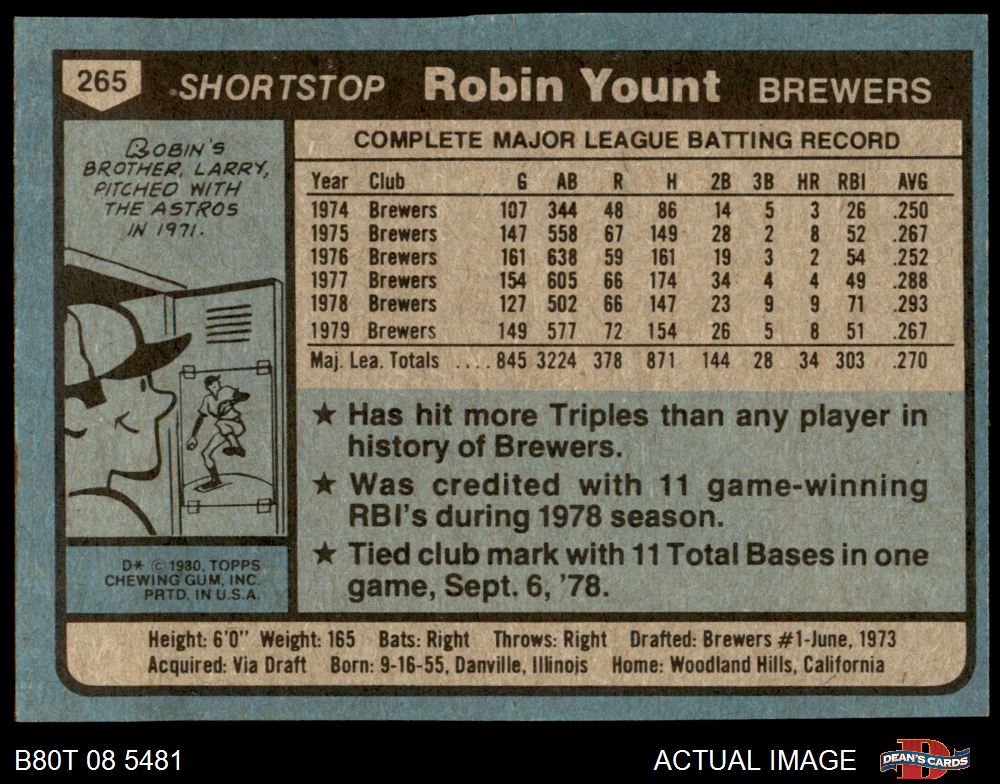 265 SHORTSTOP Robin Yount BREWERS
ROBIN'S
BROTHER, LARRY,
PITCHED WITH
THE ASTROS
IN 1971.
D* © 1980, TOPPS
CHEWING GUM, INC.
PRTD. IN U.S.A.
COMPLETE MAJOR LEAGUE BATTING RECORD
Year Club G AB R H 2B 3B HR RBI AVG
1974 Brewers 107 344 48 86 14 5 3 26 .250
1975 Brewers 147 558 67 149 28 2 8 52 .267
1976 Brewers 161 638 59 161 19 3 2 54 .252
1977 Brewers 154 605 66 174 34 4 4 49 .288
1978 Brewers 127 502 66 147 23 9 9 71 .293
1979 Brewers 149 577 72 154 26 5 8 51 .267
Maj. Lea. Totals .... 845 3224 378 871 144 28 34 303 .270
★ Has hit more Triples than any player in
history of Brewers.
★ Was credited with 11 game-winning
RBI's during 1978 season.
★ Tied club mark with 11 Total Bases in one
game, Sept. 6, '78.
Height: 6'0" Weight: 165 Bats: Right Throws: Right Drafted: Brewers #1-June, 1973
Acquired: Via Draft Born: 9-16-55, Danville, Illinois Home: Woodland Hills, California
B80T 08 5481 ACTUAL IMAGE DEAN'S CARDS